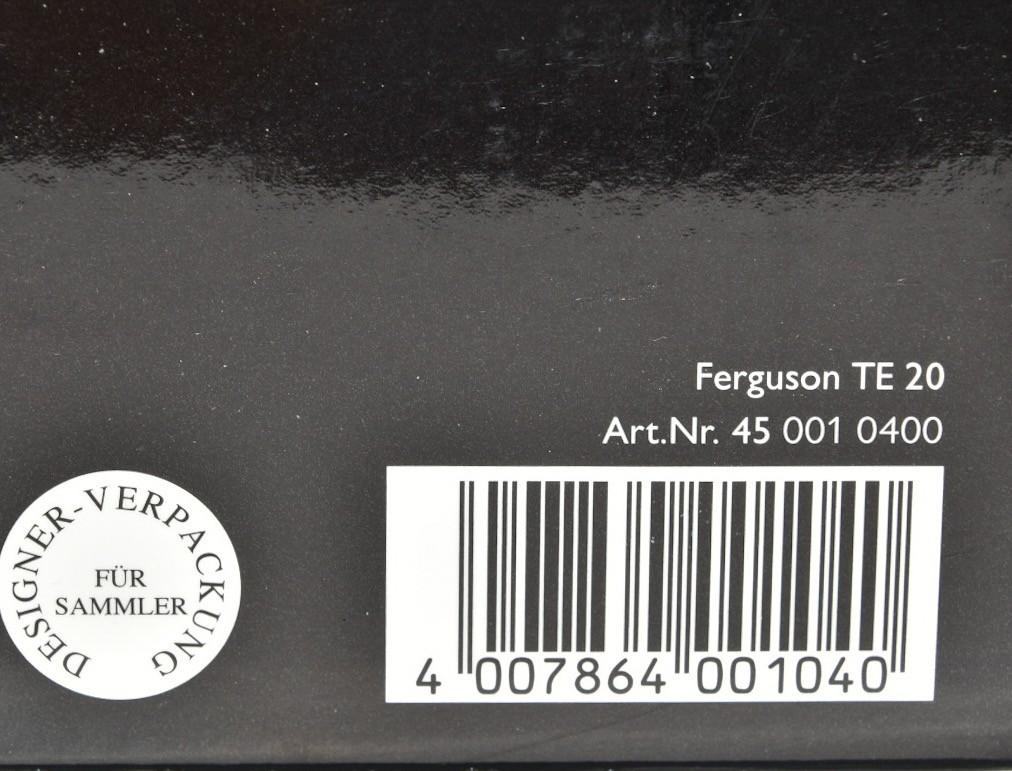 Ferguson TE 20
Art.Nr. 45 001 0400
DESIGNER-VERPACKUNG
FÜR
SAMMLER
4 007864 001040